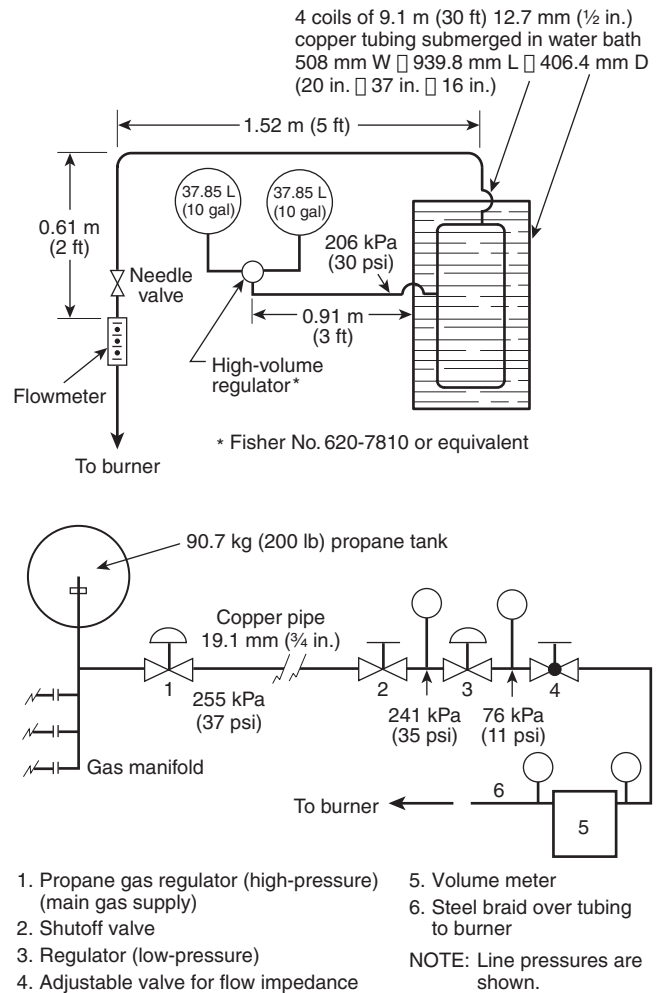 4 coils of 9.1 m (30 ft) 12.7 mm (½ in.)
copper tubing submerged in water bath
508 mm W ▯ 939.8 mm L ▯ 406.4 mm D
(20 in. ▯ 37 in. ▯ 16 in.)
1.52 m (5 ft)
37.85 L
(10 gal)
37.85 L
(10 gal)
0.61 m
(2 ft)
206 kPa
(30 psi)
Needle
valve
0.91 m
(3 ft)
High-volume
regulator*
Flowmeter
* Fisher No. 620-7810 or equivalent
To burner
90.7 kg (200 lb) propane tank
Copper pipe
19.1 mm (¾ in.)
1
2
3
4
255 kPa
(37 psi)
241 kPa
(35 psi)
76 kPa
(11 psi)
Gas manifold
6
To burner
5
1. Propane gas regulator (high-pressure)
(main gas supply)
2. Shutoff valve
3. Regulator (low-pressure)
4. Adjustable valve for flow impedance
5. Volume meter
6. Steel braid over tubing
to burner
NOTE: Line pressures are
shown.